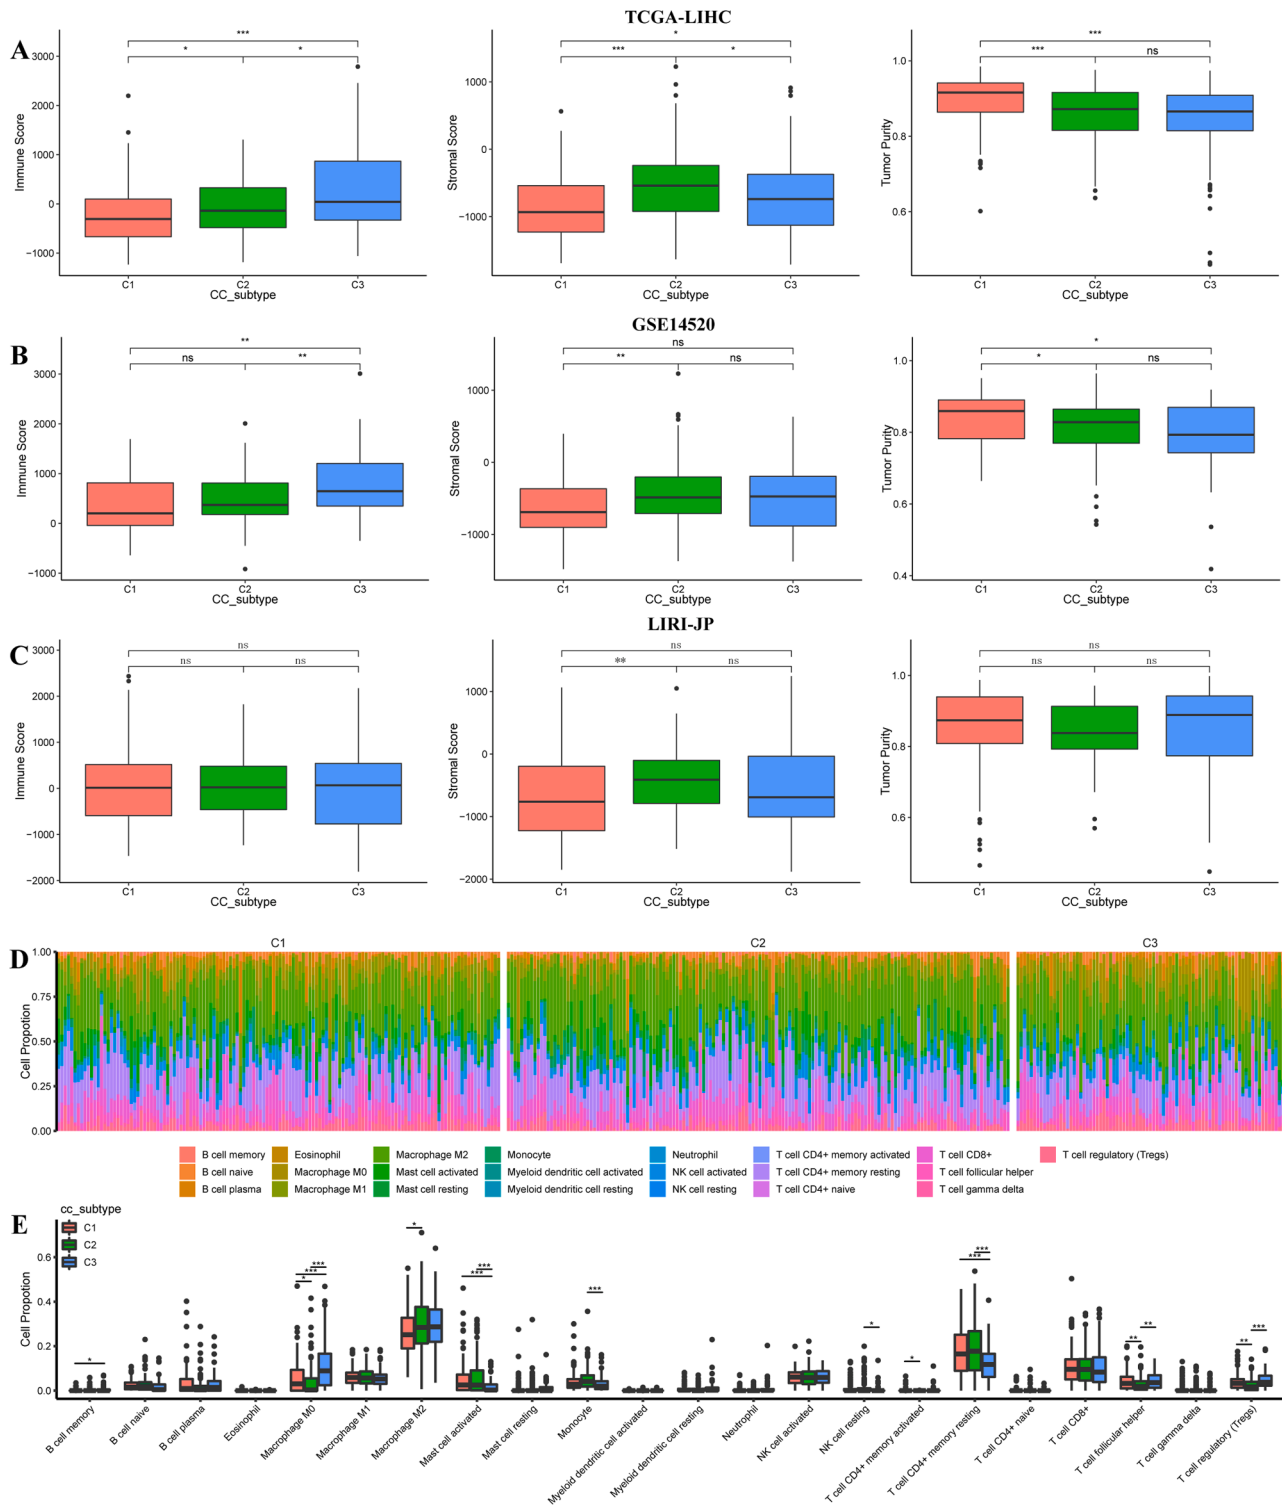 TCGA-LIHC
A
Immune Score
3000
2000
1000
0
−1000
***
*
*
C1
C2
C3
CC_subtype
Stromal Score
1000
0
−1000
*
***
*
C1
C2
C3
CC_subtype
Tumor Purity
1.0
0.8
0.6
***
***
ns
C1
C2
C3
CC_subtype
GSE14520
B
Immune Score
3000
2000
1000
0
−1000
**
ns
**
C1
C2
C3
CC_subtype
Stromal Score
1000
0
−1000
ns
**
ns
C1
C2
C3
CC_subtype
Tumor Purity
1.0
0.8
0.6
0.4
*
*
ns
C1
C2
C3
CC_subtype
LIRI-JP
C
Immune Score
3000
2000
1000
0
−1000
−2000
ns
ns
ns
C1
C2
C3
CC_subtype
Stromal Score
1000
0
−1000
−2000
ns
**
ns
C1
C2
C3
CC_subtype
Tumor Purity
1.0
0.8
0.6
ns
ns
ns
C1
C2
C3
CC_subtype
D
C1
C2
C3
Cell Propotion
1.00
0.75
0.50
0.25
0.00
B cell memory
B cell naive
B cell plasma
Eosinophil
Macrophage M0
Macrophage M1
Macrophage M2
Mast cell activated
Mast cell resting
Monocyte
Myeloid dendritic cell activated
Myeloid dendritic cell resting
Neutrophil
NK cell activated
NK cell resting
T cell CD4+ memory activated
T cell CD4+ memory resting
T cell CD4+ naive
T cell CD8+
T cell follicular helper
T cell gamma delta
T cell regulatory (Tregs)
E
cc_subtype
C1
C2
C3
Cell Propotion
0.6
0.4
0.2
0.0
*
***
***
*
*
***
***
***
*
*
***
***
**
**
***
**
B cell memory
B cell naive
B cell plasma
Eosinophil
Macrophage M0
Macrophage M1
Macrophage M2
Mast cell activated
Mast cell resting
Monocyte
Myeloid dendritic cell activated
Myeloid dendritic cell resting
Neutrophil
NK cell activated
NK cell resting
T cell CD4+ memory activated
T cell CD4+ memory resting
T cell CD4+ naive
T cell CD8+
T cell follicular helper
T cell gamma delta
T cell regulatory (Tregs)